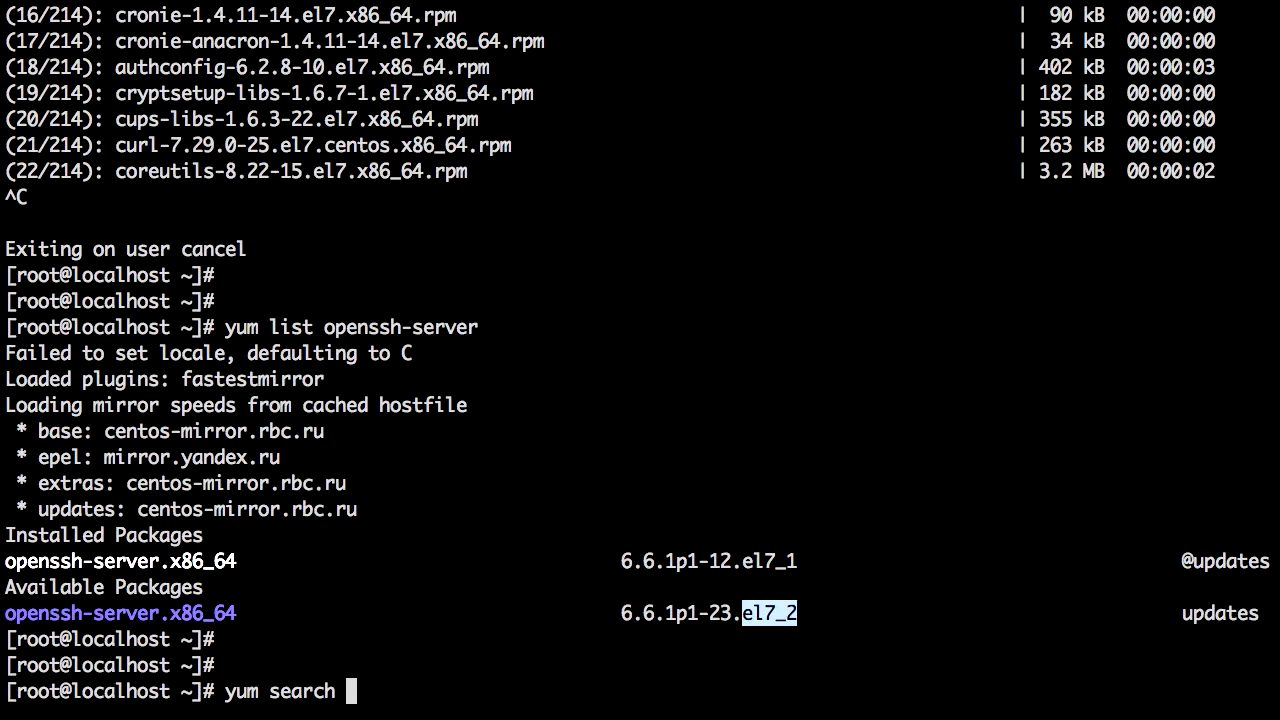 (16/214): cronie-1.4.11-14.el7.x86_64.rpm | 90 kB 00:00:00
(17/214): cronie-anacron-1.4.11-14.el7.x86_64.rpm | 34 kB 00:00:00
(18/214): authconfig-6.2.8-10.el7.x86_64.rpm | 402 kB 00:00:03
(19/214): cryptsetup-libs-1.6.7-1.el7.x86_64.rpm | 182 kB 00:00:00
(20/214): cups-libs-1.6.3-22.el7.x86_64.rpm | 355 kB 00:00:00
(21/214): curl-7.29.0-25.el7.centos.x86_64.rpm | 263 kB 00:00:00
(22/214): coreutils-8.22-15.el7.x86_64.rpm | 3.2 MB 00:00:02
^C
Exiting on user cancel
[root@localhost ~]#
[root@localhost ~]#
[root@localhost ~]# yum list openssh-server
Failed to set locale, defaulting to C
Loaded plugins: fastestmirror
Loading mirror speeds from cached hostfile
* base: centos-mirror.rbc.ru
* epel: mirror.yandex.ru
* extras: centos-mirror.rbc.ru
* updates: centos-mirror.rbc.ru
Installed Packages
openssh-server.x86_64 6.6.1p1-12.el7_1 @updates
Available Packages
openssh-server.x86_64 6.6.1p1-23.el7_2 updates
[root@localhost ~]#
[root@localhost ~]#
[root@localhost ~]# yum search